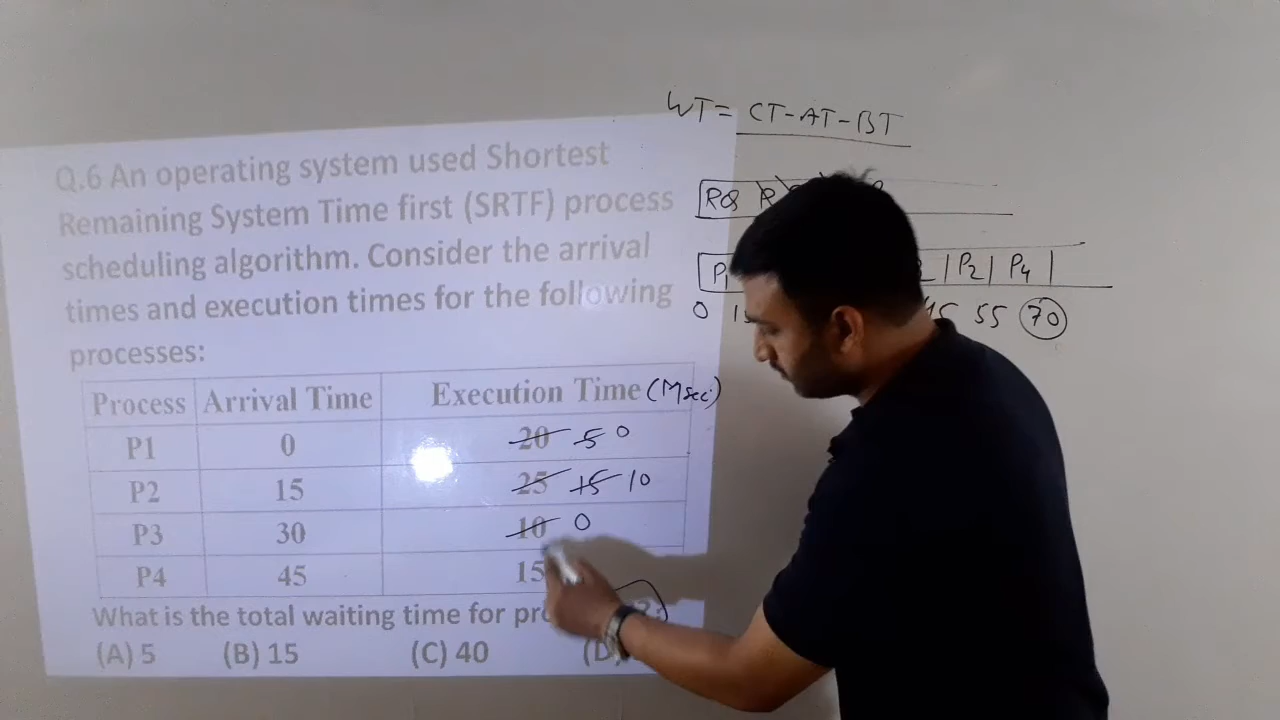 WT= CT-AT-BT
Q.6 An operating system used Shortest
Remaining System Time first (SRTF) process
scheduling algorithm. Consider the arrival
times and execution times for the following
processes:
RQ
P1 P2 P4
0 55 70
Process Arrival Time Execution Time (Msec)
P1 0 20 5 0
P2 15 25 15 10
P3 30 10 0
P4 45 15
What is the total waiting time for
(A) 5 (B) 15 (C) 40 (D)